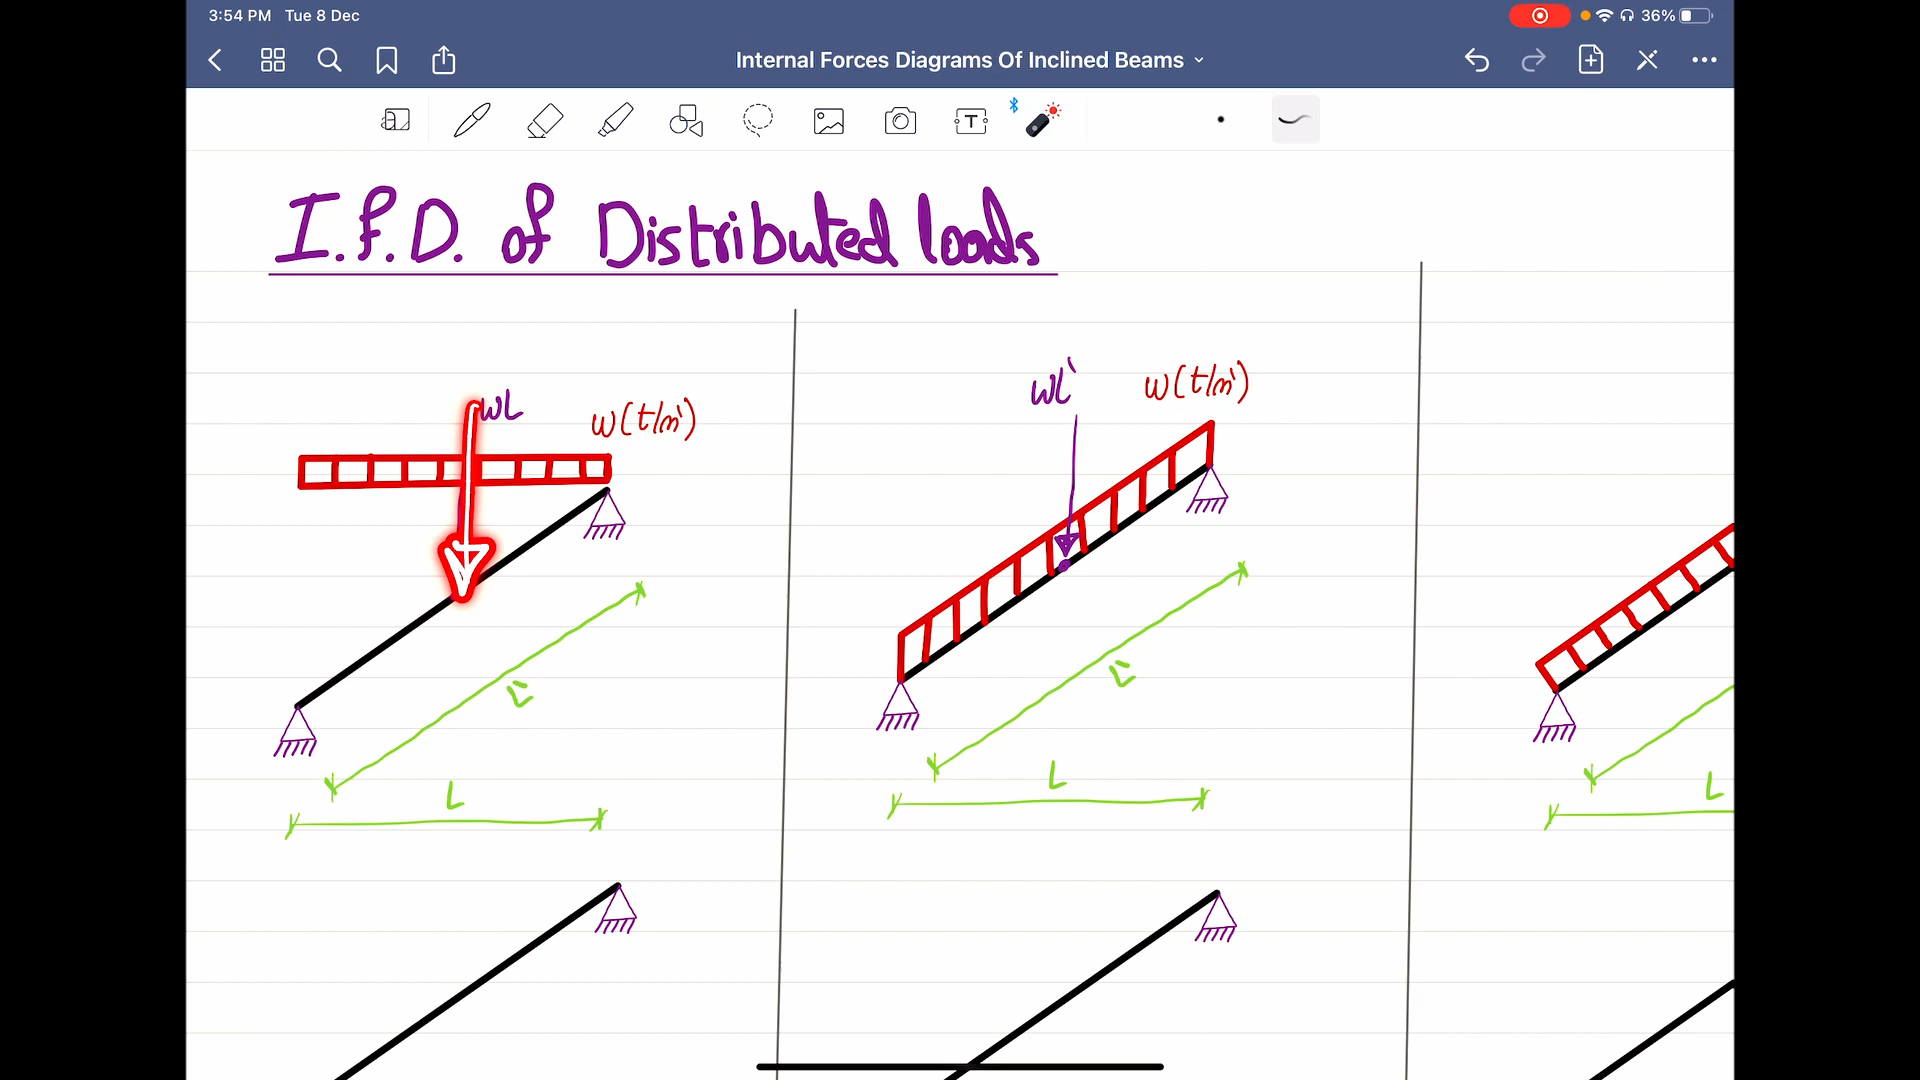 3:54 PM Tue 8 Dec
36%
Internal Forces Diagrams Of Inclined Beams
T
I.F.D. of Distributed loads
wL
w(t/m')
wL'
w(t/m')
L'
L
L'
L
L